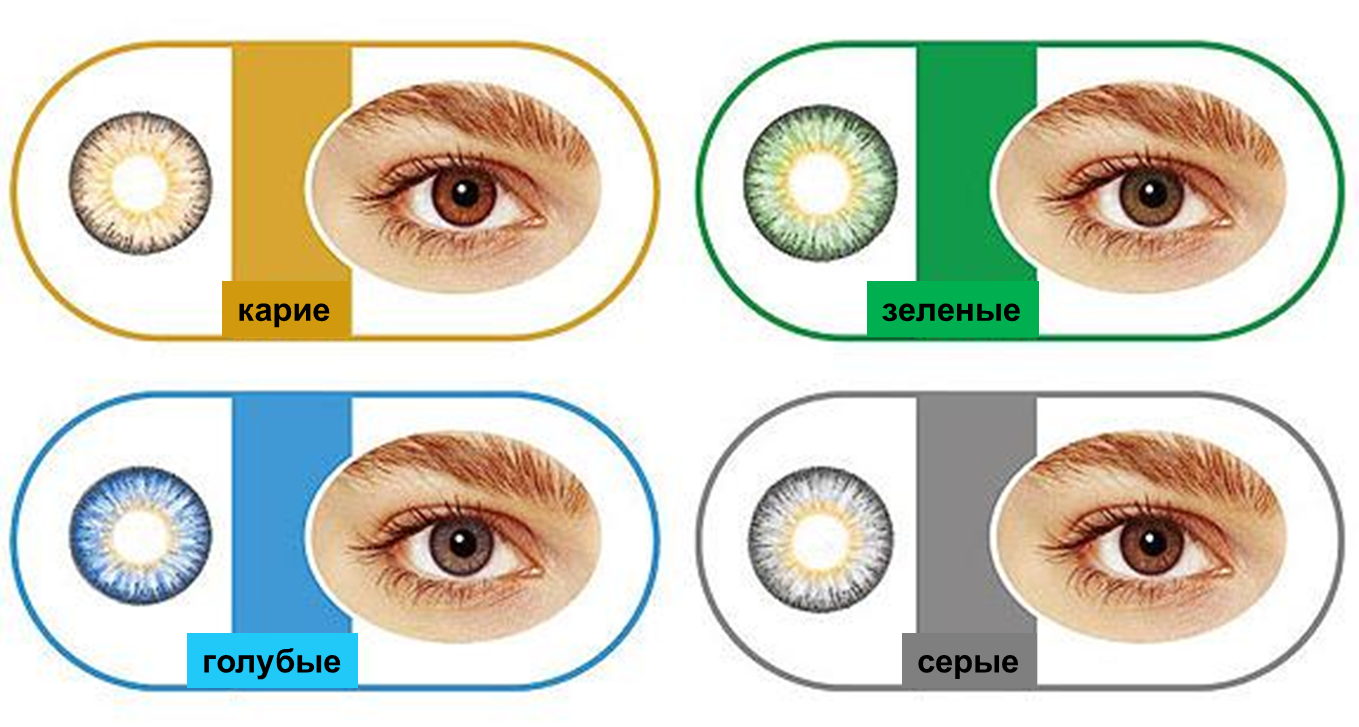 карие
зеленые
голубые
серые